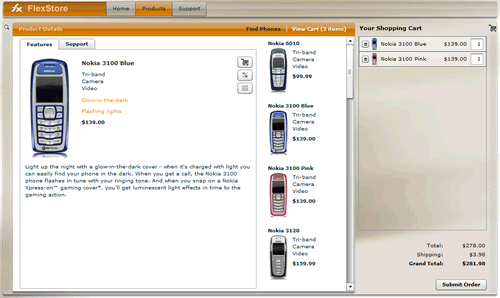 fx FlexStore
Home Products Support
Product Details
Find Phones | View Cart (2 items)
Features Support
Nokia 3100 Blue
Tri-band
Camera
Video
Glow-in-the-dark
Flashing lights
$139.00
Light up the night with a glow-in-the-dark cover - when it's charged with light you
can easily find your phone in the dark. When you get a call, the Nokia 3100
phone flashes in tune with your ringing tone. And when you snap on a Nokia
Xpress-on™ gaming cover*, you'll get luminescent light effects in time to the
gaming action.
Nokia 6010
Tri-band
Camera
Video
$99.99
Nokia 3100 Blue
Tri-band
Camera
Video
$139.00
Nokia 3100 Pink
Tri-band
Camera
Video
$139.00
Nokia 3120
Tri-band
Camera
Video
$159.99
Your Shopping Cart
Nokia 3100 Blue $139.00 1
Nokia 3100 Pink $139.00 1
Total: $278.00
Shipping: $3.98
Grand Total: $281.98
Submit Order